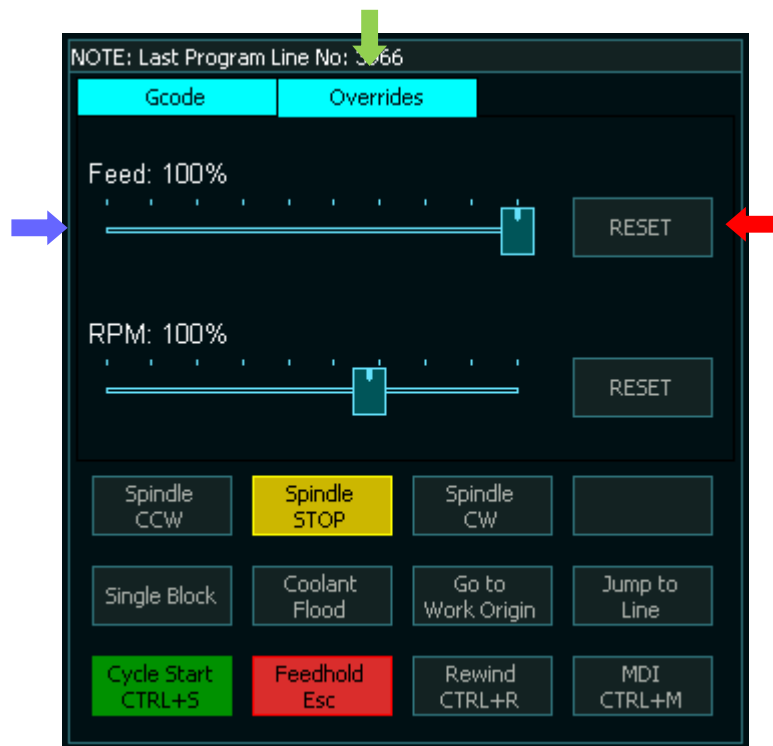 NOTE: Last Program Line No: 3966
Gcode Overrides
Feed: 100%
RESET
RPM: 100%
RESET
Spindle
CCW
Spindle
STOP
Spindle
CW
Single Block
Coolant
Flood
Go to
Work Origin
Jump to
Line
Cycle Start
CTRL+S
Feedhold
Esc
Rewind
CTRL+R
MDI
CTRL+M